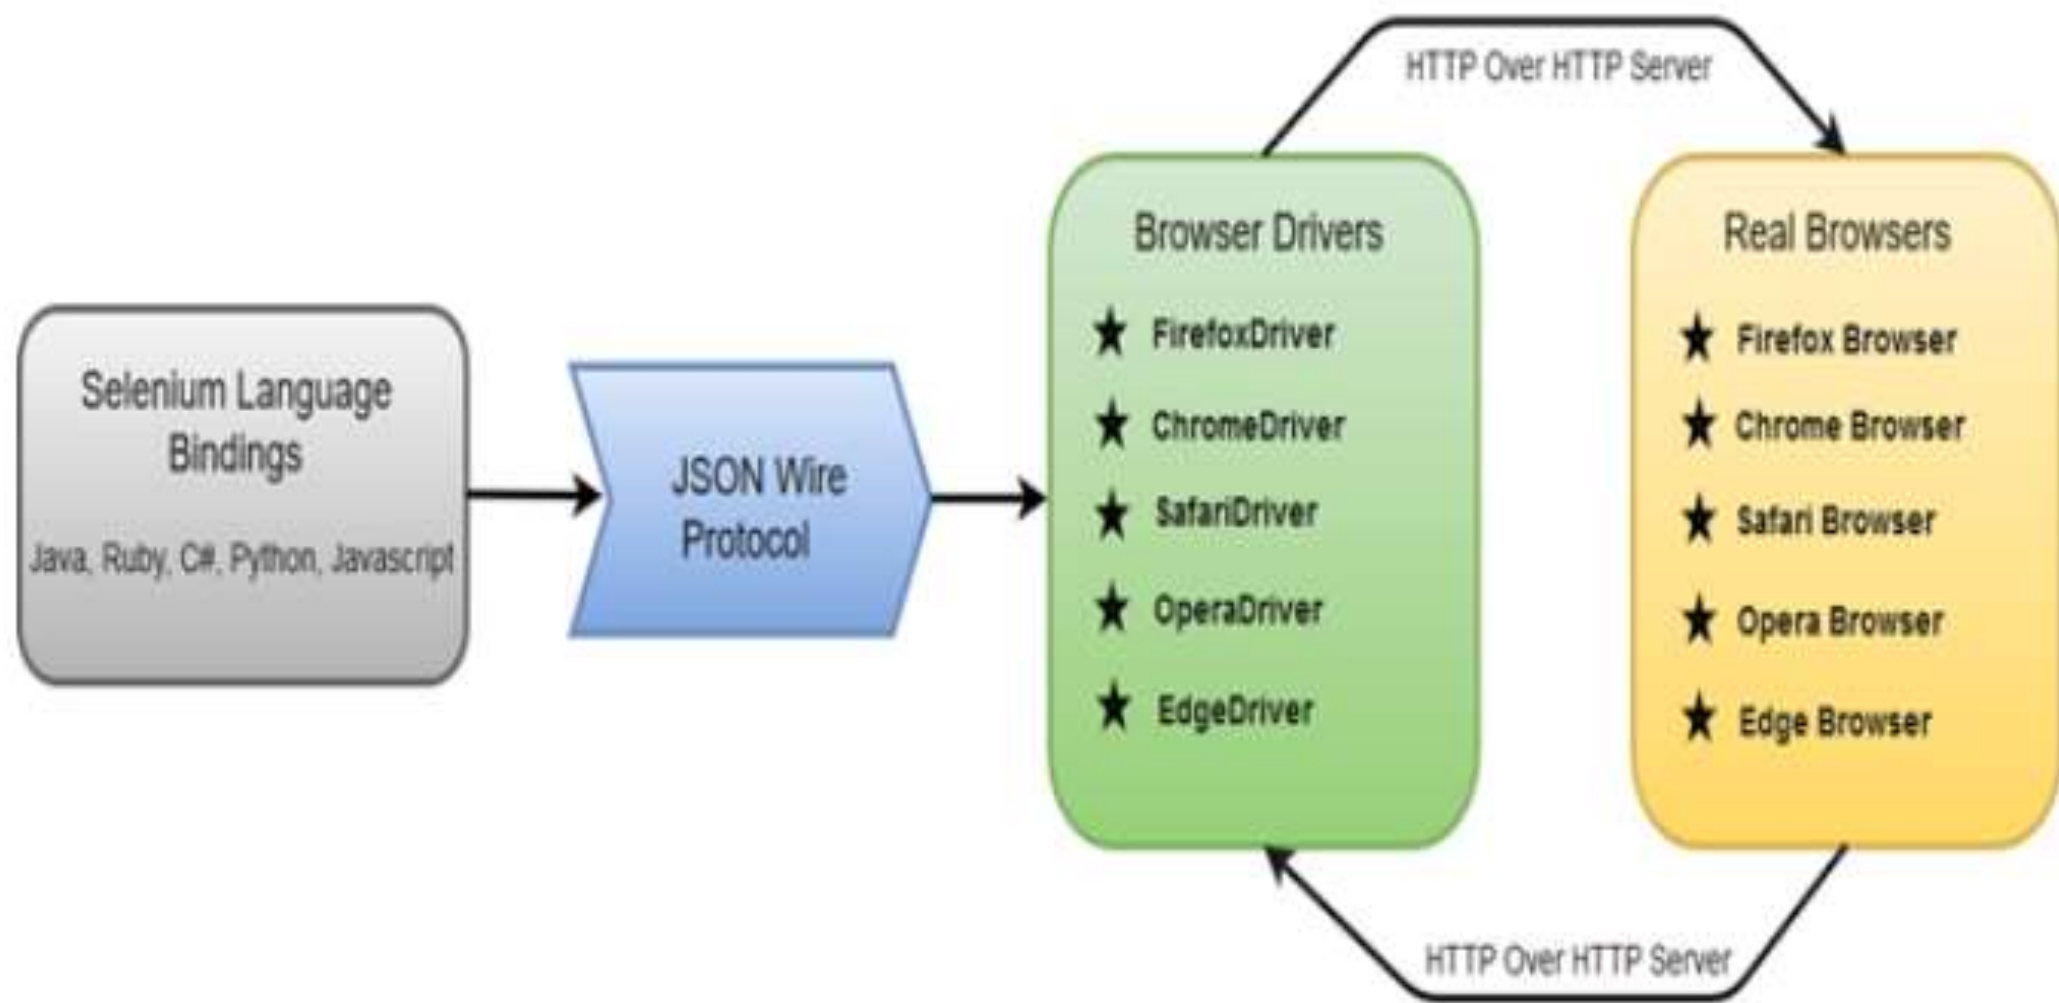 Selenium Language
Bindings
Java, Ruby, C#, Python, Javascript
JSON Wire
Protocol
HTTP Over HTTP Server
Browser Drivers
FirefoxDriver
ChromeDriver
SafariDriver
OperaDriver
EdgeDriver
Real Browsers
Firefox Browser
Chrome Browser
Safari Browser
Opera Browser
Edge Browser
HTTP Over HTTP Server